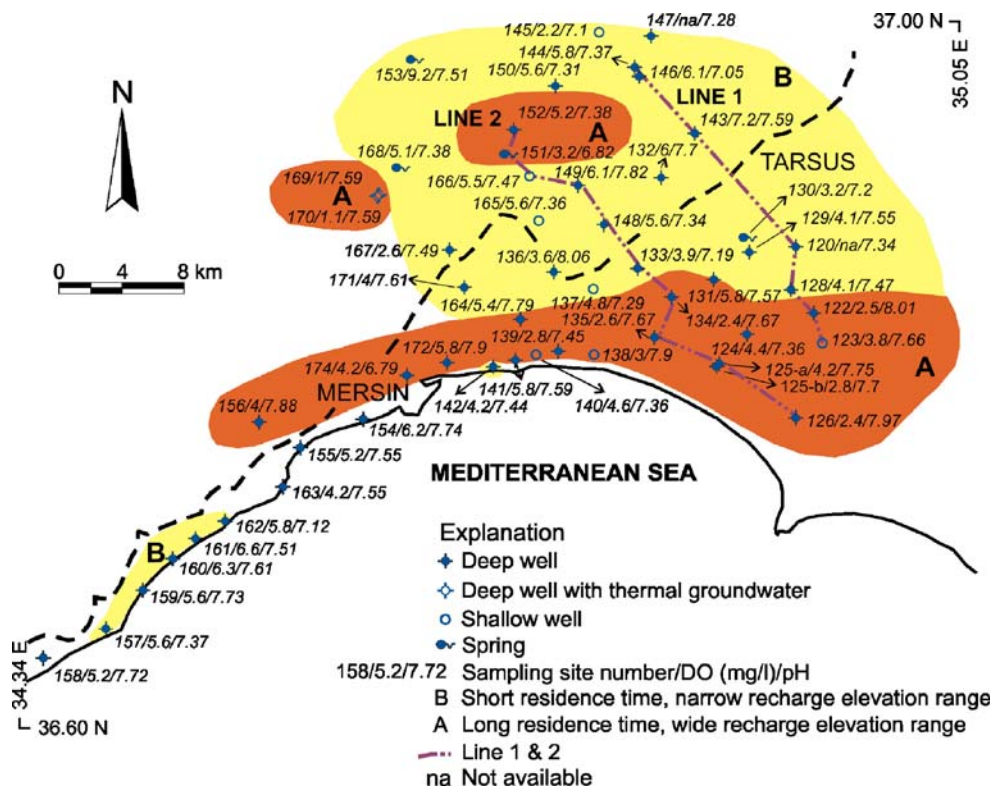 147/na/7.28
37.00 N
145/2.2/7.1
144/5.8/7.37
35.05 E
153/9.2/7.51
150/5.6/7.31
146/6.1/7.05
B
N
LINE 1
152/5.2/7.38
LINE 2
A
143/7.2/7.59
151/3.2/6.82
132/6/7.7
TARSUS
168/5.1/7.38
149/6.1/7.82
130/3.2/7.2
169/1/7.59
166/5.5/7.47
A
129/4.1/7.55
170/1.1/7.59
165/5.6/7.36
148/5.6/7.34
120/na/7.34
167/2.6/7.49
136/3.6/8.06
133/3.9/7.19
0 4 8 km
171/4/7.61
128/4.1/7.47
164/5.4/7.79
137/4.8/7.29
131/5.8/7.57
122/2.5/8.01
135/2.6/7.67
134/2.4/7.67
139/2.8/7.45
123/3.8/7.66
172/5.8/7.9
124/4.4/7.36
138/3/7.9
A
174/4.2/6.79
125-a/4.2/7.75
MERSIN
141/5.8/7.59
125-b/2.8/7.7
156/4/7.88
142/4.2/7.44
140/4.6/7.36
154/6.2/7.74
126/2.4/7.97
155/5.2/7.55
MEDITERRANEAN SEA
163/4.2/7.55
162/5.8/7.12
Explanation
B
161/6.6/7.51
Deep well
160/6.3/7.61
Deep well with thermal groundwater
159/5.6/7.73
Shallow well
157/5.6/7.37
Spring
34.34 E
158/5.2/7.72
158/5.2/7.72 Sampling site number/DO (mg/l)/pH
B Short residence time, narrow recharge elevation range
36.60 N
A Long residence time, wide recharge elevation range
Line 1 & 2
na Not available